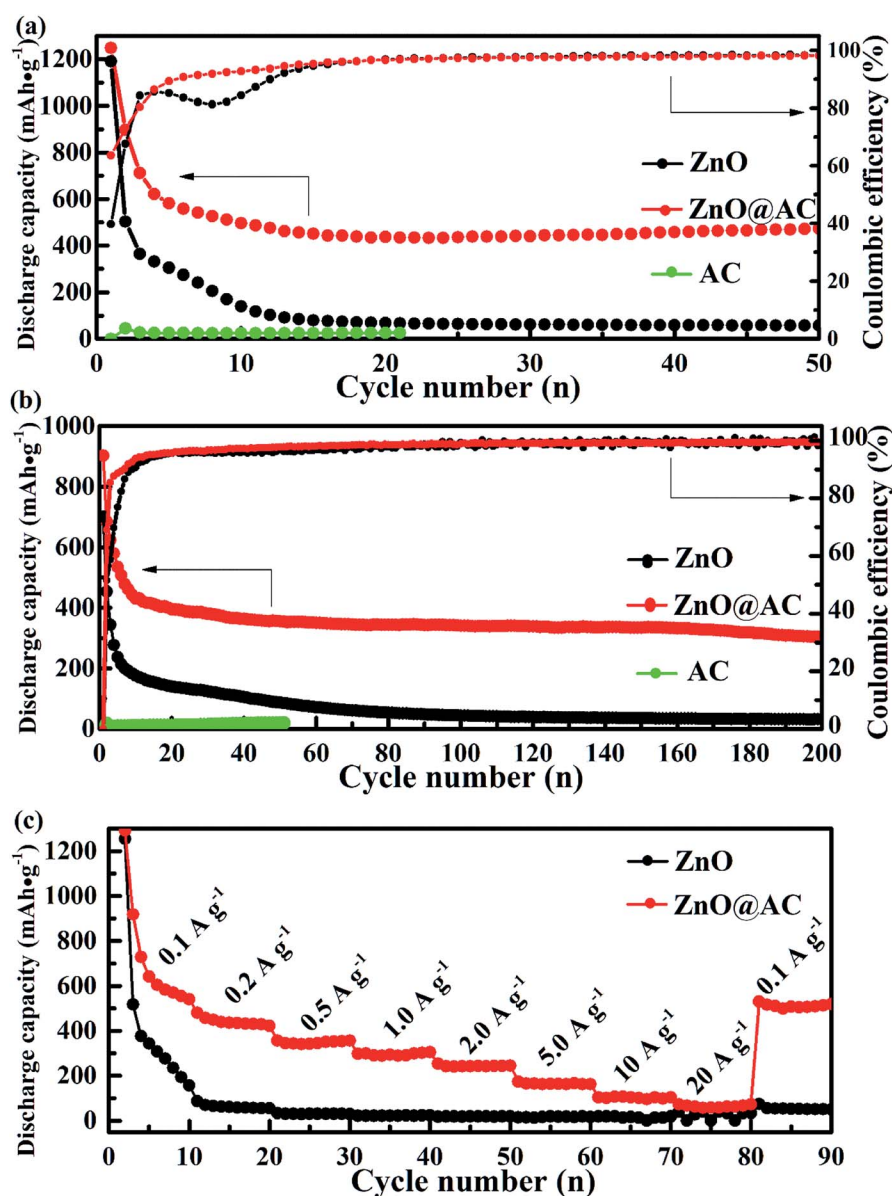 (a)
Discharge capacity (mAh•g⁻¹)
1200
1000
800
600
400
200
0
0
10
20
30
40
50
Cycle number (n)
100
80
60
40
20
0
Coulombic efficiency (%)
ZnO
ZnO@AC
AC
(b)
Discharge capacity (mAh•g⁻¹)
1000
800
600
400
200
0
0
20
40
60
80
100
120
140
160
180
200
Cycle number (n)
100
80
60
40
20
0
Coulombic efficiency (%)
ZnO
ZnO@AC
AC
(c)
Discharge capacity (mAh•g⁻¹)
1200
1000
800
600
400
200
0
0
10
20
30
40
50
60
70
80
90
Cycle number (n)
ZnO
ZnO@AC
0.1 A g⁻¹
0.2 A g⁻¹
0.5 A g⁻¹
1.0 A g⁻¹
2.0 A g⁻¹
5.0 A g⁻¹
10 A g⁻¹
20 A g⁻¹
0.1 A g⁻¹